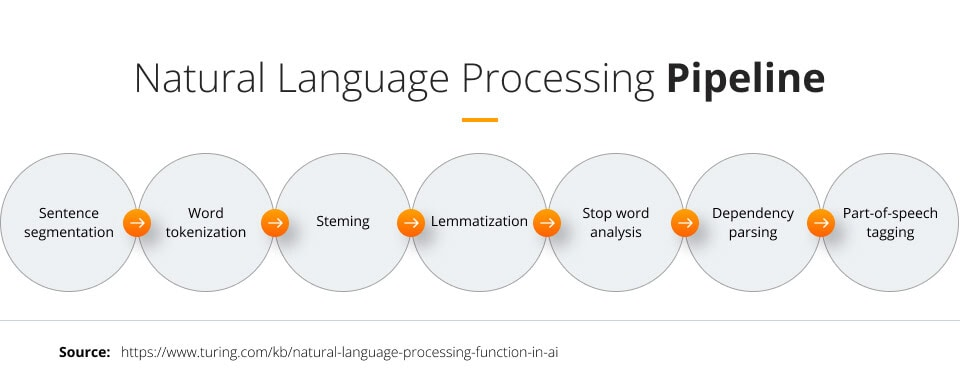 Natural Language Processing Pipeline
Sentence
segmentation
Word
tokenization
Steming
Lemmatization
Stop word
analysis
Dependency
parsing
Part-of-speech
tagging
Source: https://www.turing.com/kb/natural-language-processing-function-in-ai